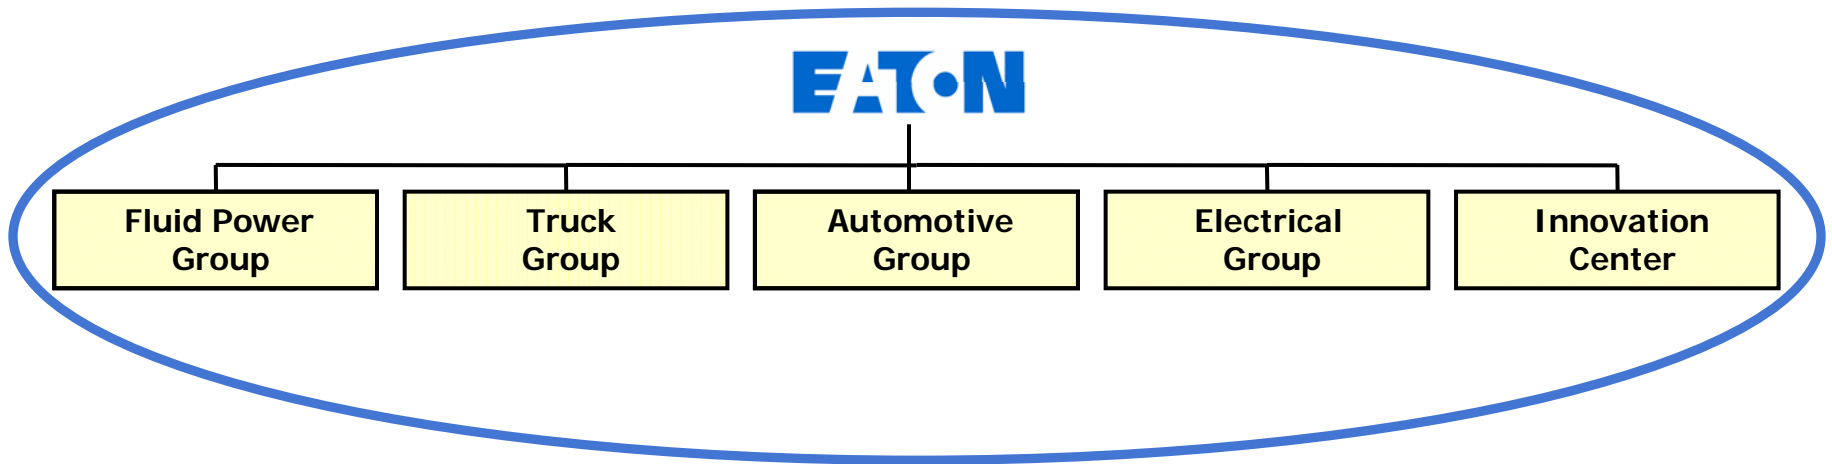 EATON
Fluid Power
Group
Truck
Group
Automotive
Group
Electrical
Group
Innovation
Center